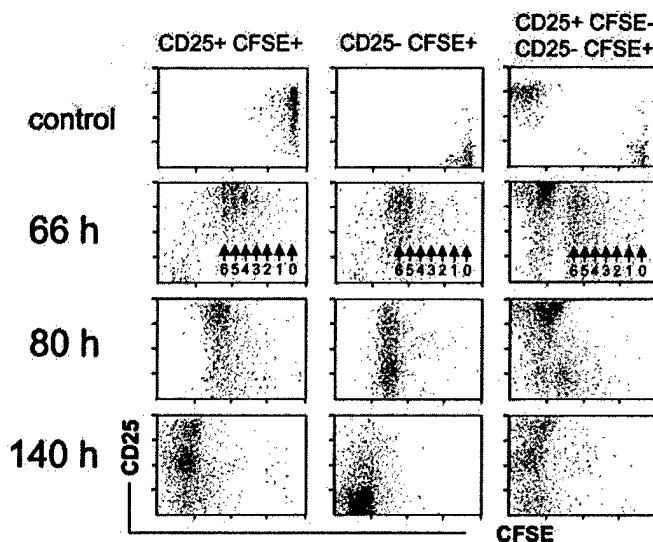 CD25+ CFSE+
CD25- CFSE+
CD25+ CFSE-
CD25- CFSE+
control
66 h
6543210
6543210
6543210
80 h
140 h
CD25
CFSE